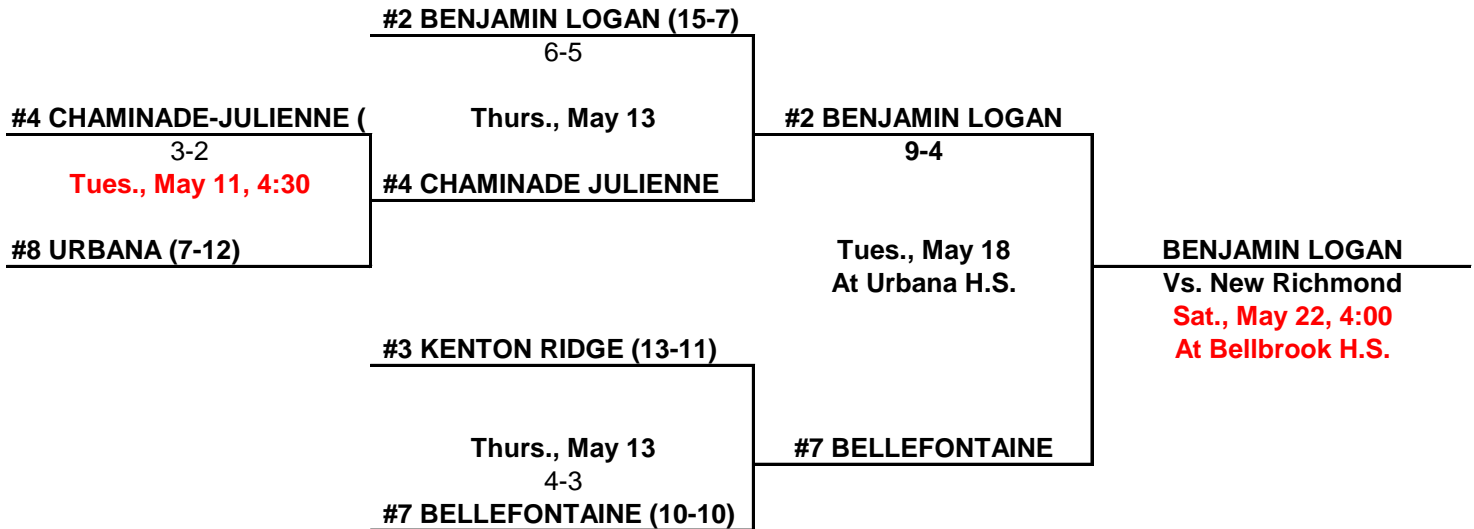 #2 BENJAMIN LOGAN (15-7)
6-5
#4 CHAMINADE-JULIENNE (
Thurs., May 13
#2 BENJAMIN LOGAN
3-2
9-4
Tues., May 11, 4:30
#4 CHAMINADE JULIENNE
#8 URBANA (7-12)
Tues., May 18
BENJAMIN LOGAN
At Urbana H.S.
Vs. New Richmond
Sat., May 22, 4:00
#3 KENTON RIDGE (13-11)
At Bellbrook H.S.
Thurs., May 13
#7 BELLEFONTAINE
4-3
#7 BELLEFONTAINE (10-10)